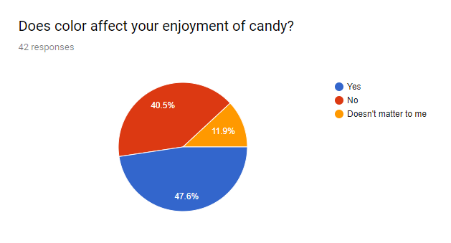 Does color affect your enjoyment of candy?
42 responses
Yes
No
Doesn't matter to me
40.5%
11.9%
47.6%